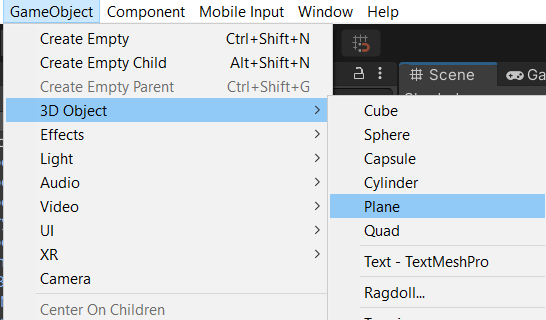 GameObject Component Mobile Input Window Help
Create Empty Ctrl+Shift+N
Create Empty Child Alt+Shift+N
Create Empty Parent Ctrl+Shift+G
3D Object
Effects
Light
Audio
Video
UI
XR
Camera
Center On Children
Scene
Cube
Sphere
Capsule
Cylinder
Plane
Quad
Text - TextMeshPro
Ragdoll...